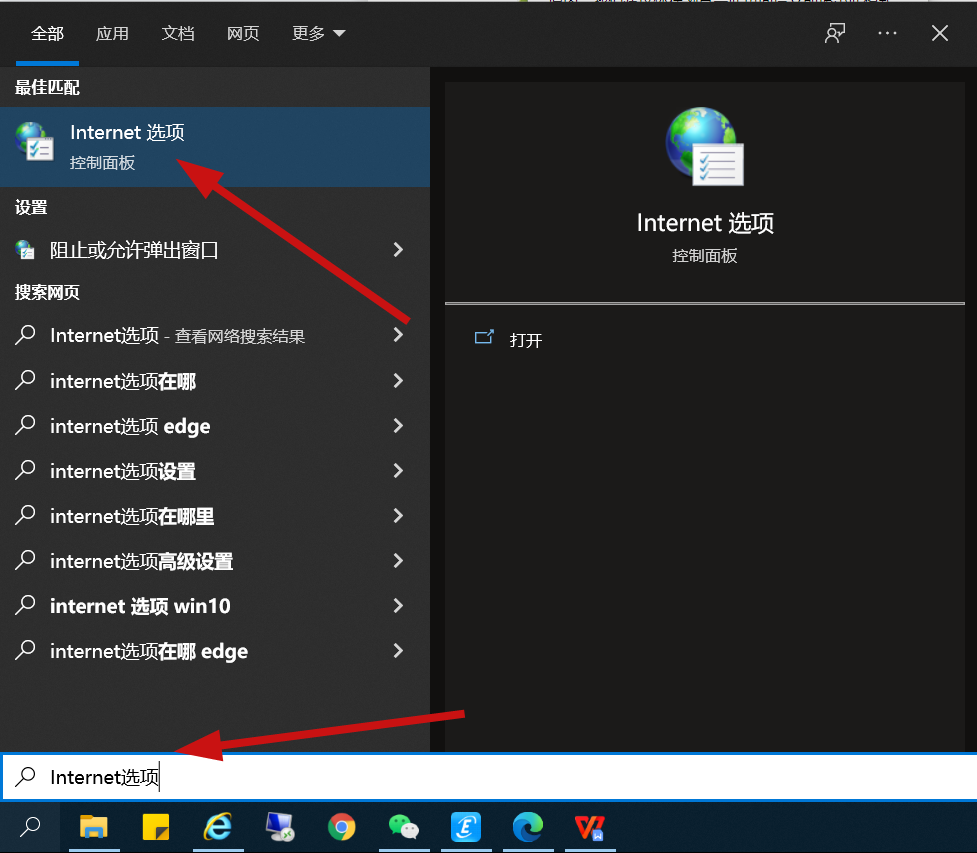 全部 应用 文档 网页 更多
最佳匹配
Internet 选项
控制面板
设置
阻止或允许弹出窗口
搜索网页
Internet选项 - 查看网络搜索结果
internet选项在哪
internet选项 edge
internet选项设置
internet选项在哪里
internet选项高级设置
internet 选项 win10
internet选项在哪 edge
Internet 选项
控制面板
打开
Internet选项